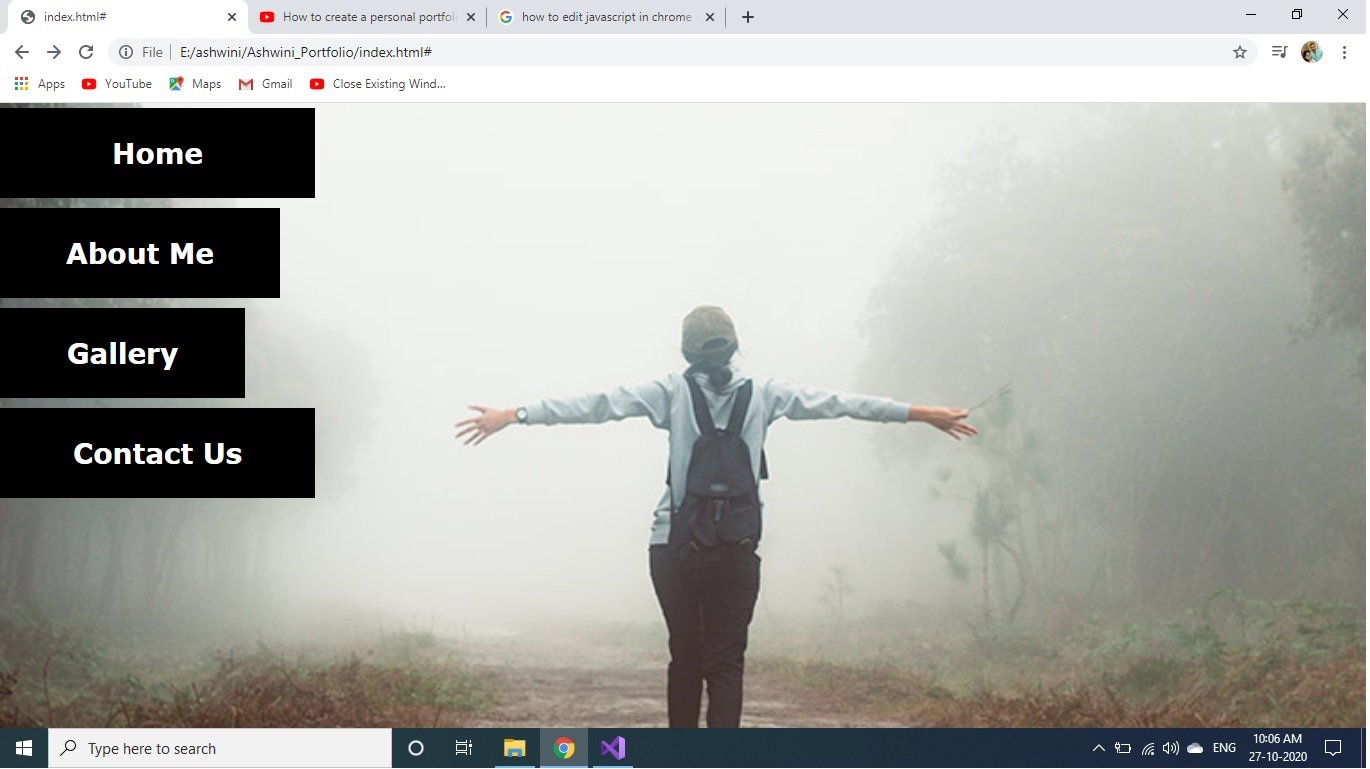 index.html#
How to create a personal portfoli
how to edit javascript in chrome
File
E:/ashwini/Ashwini_Portfolio/index.html#
Apps
YouTube
Maps
Gmail
Close Existing Wind...
Home
About Me
Gallery
Contact Us
Type here to search
ENG
10:06 AM
27-10-2020